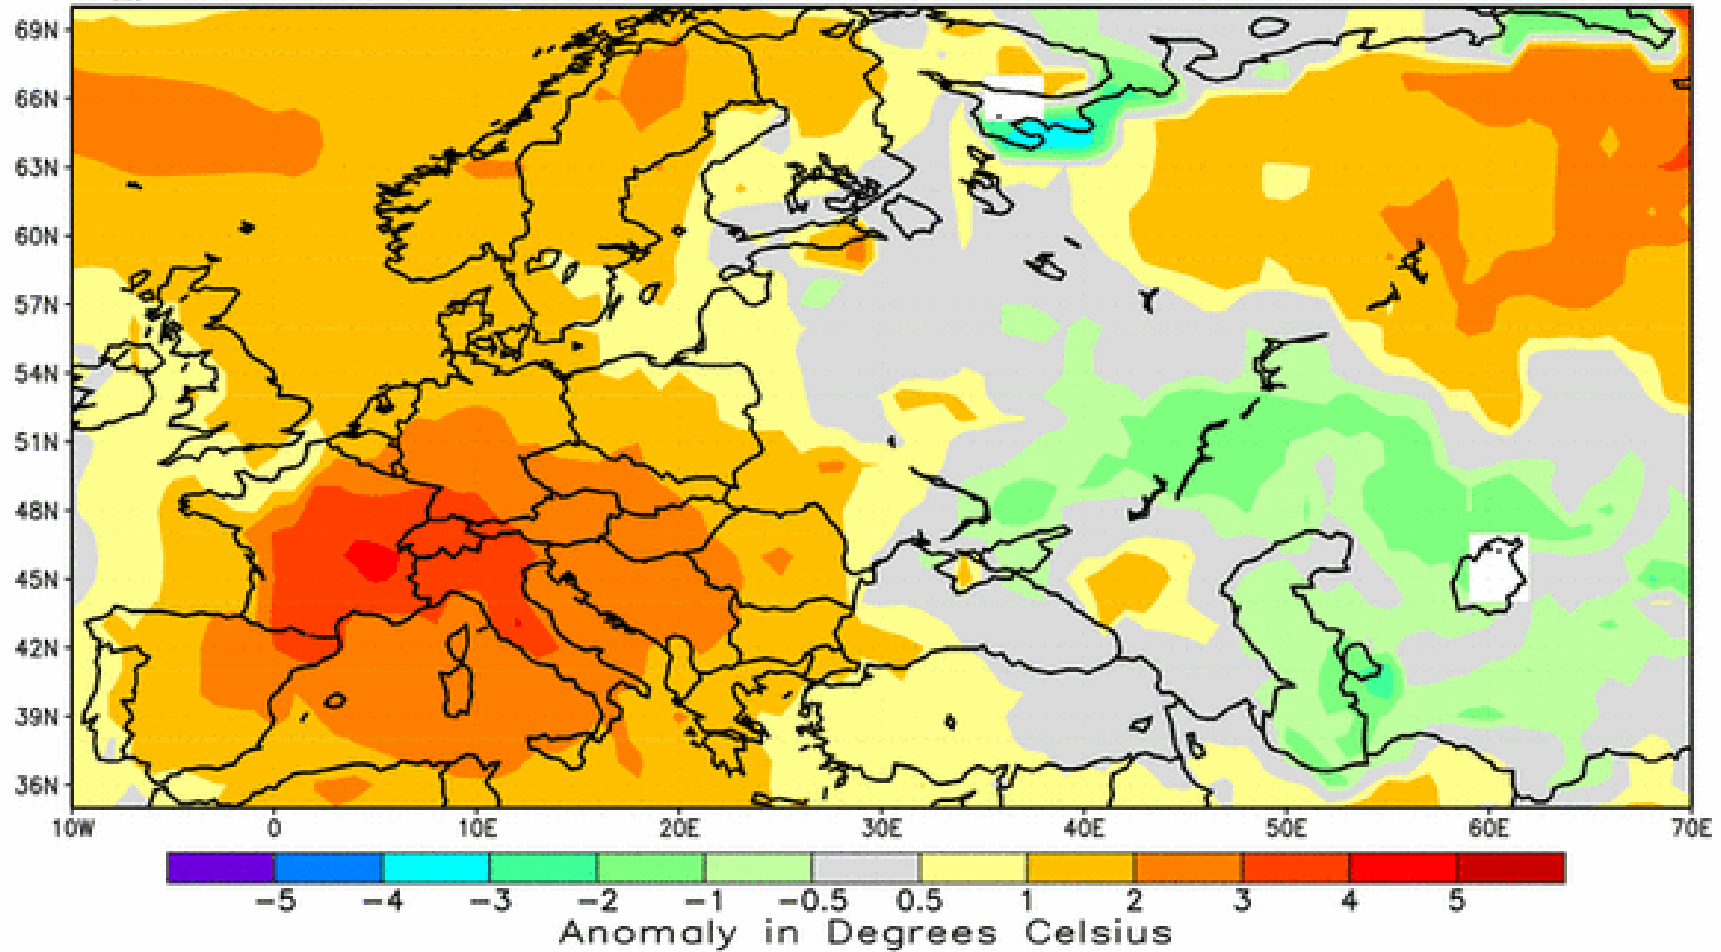 69N
66N
63N
60N
57N
54N
51N
48N
45N
42N
39N
36N
10W 0 10E 20E 30E 40E 50E 60E 70E
−5 −4 −3 −2 −1 −0.5 0.5 1 2 3 4 5
Anomaly in Degrees Celsius